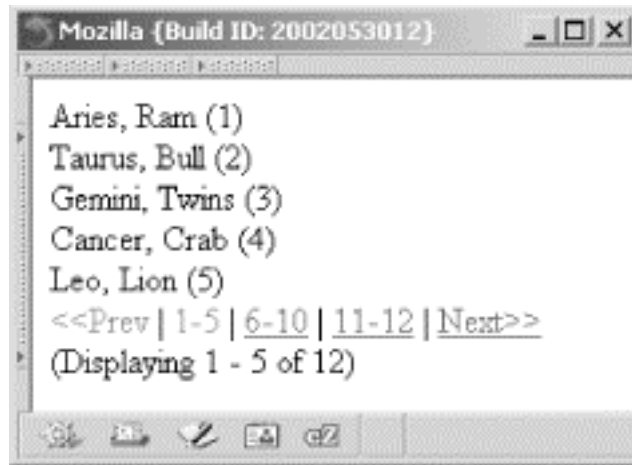 Mozilla {Build ID: 2002053012}
Aries, Ram (1)
Taurus, Bull (2)
Gemini, Twins (3)
Cancer, Crab (4)
Leo, Lion (5)
<<Prev | 1-5 | 6-10 | 11-12 | Next>>
(Displaying 1 - 5 of 12)